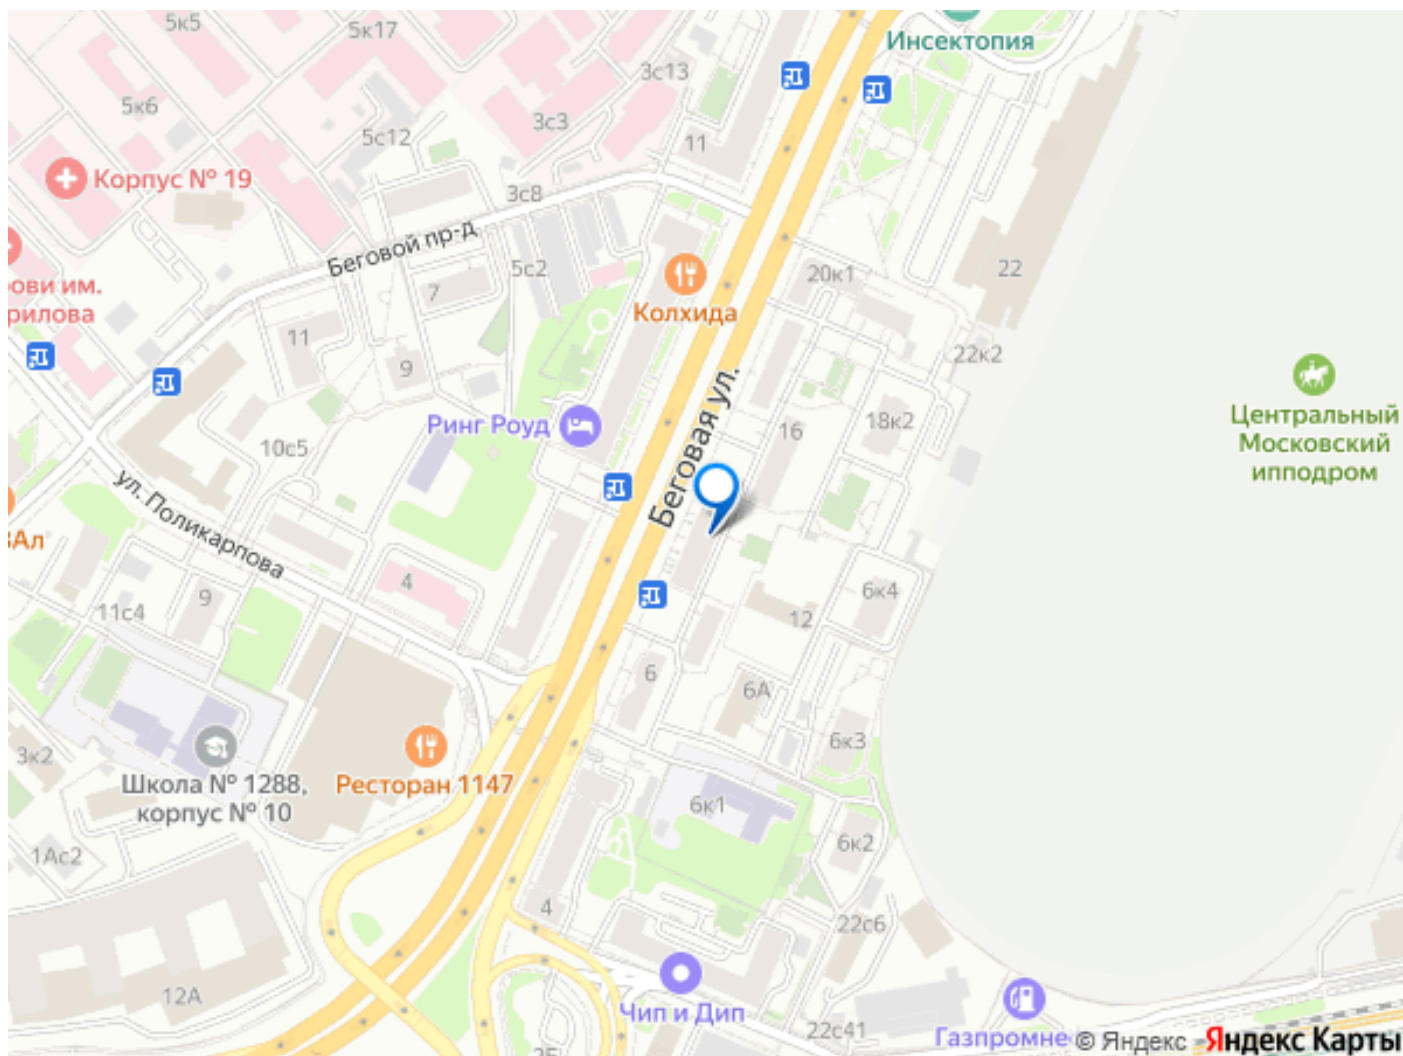 5к5
5к17
Инсектопия
3с13
5к6
3с3
5с12
11
Корпус № 19
3с8
Беговой пр-д
5с2
20к1
22
ови им.
рилова
7
Колхида
11
9
22к2
Беговая ул.
Центральный
Московский
ипподром
Ринг Роуд
16
18к2
10с5
ул. Поликарпова
ВАл
4
9
11с4
12
6к4
6
6А
6к3
3к2
Школа № 1288,
корпус № 10
Ресторан 1147
6к1
6к2
1Ас2
4
22с6
12А
Чип и Дип
22с41
Газпромне
© Яндекс
Яндекс Карты